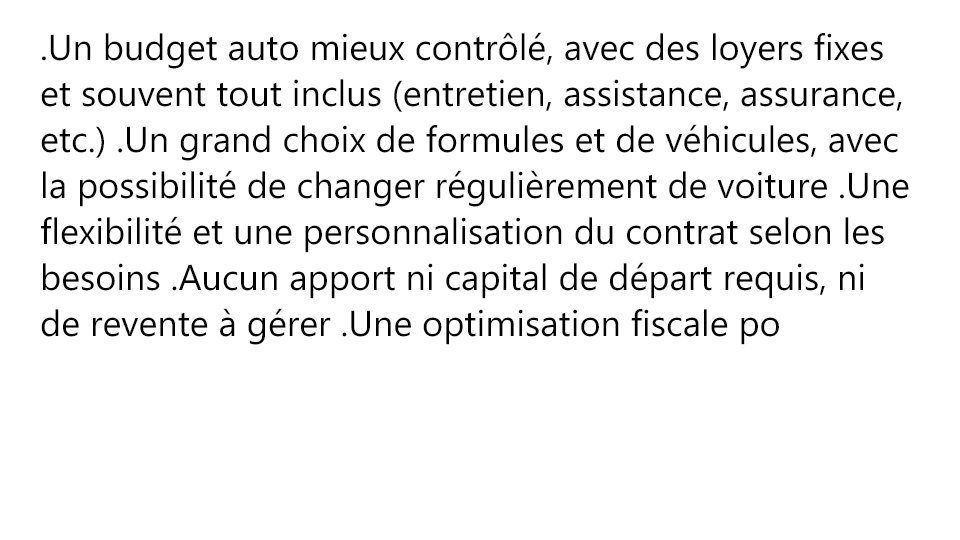 .Un budget auto mieux contrôlé, avec des loyers fixes
et souvent tout inclus (entretien, assistance, assurance,
etc.) .Un grand choix de formules et de véhicules, avec
la possibilité de changer régulièrement de voiture .Une
flexibilité et une personnalisation du contrat selon les
besoins .Aucun apport ni capital de départ requis, ni
de revente à gérer .Une optimisation fiscale po